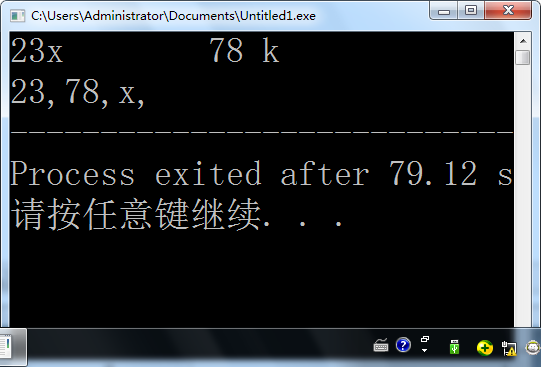 C:\Users\Administrator\Documents\Untitled1.exe
23x        78 k
23,78,x,
----------------------------
Process exited after 79.12 s
请按任意键继续. . .